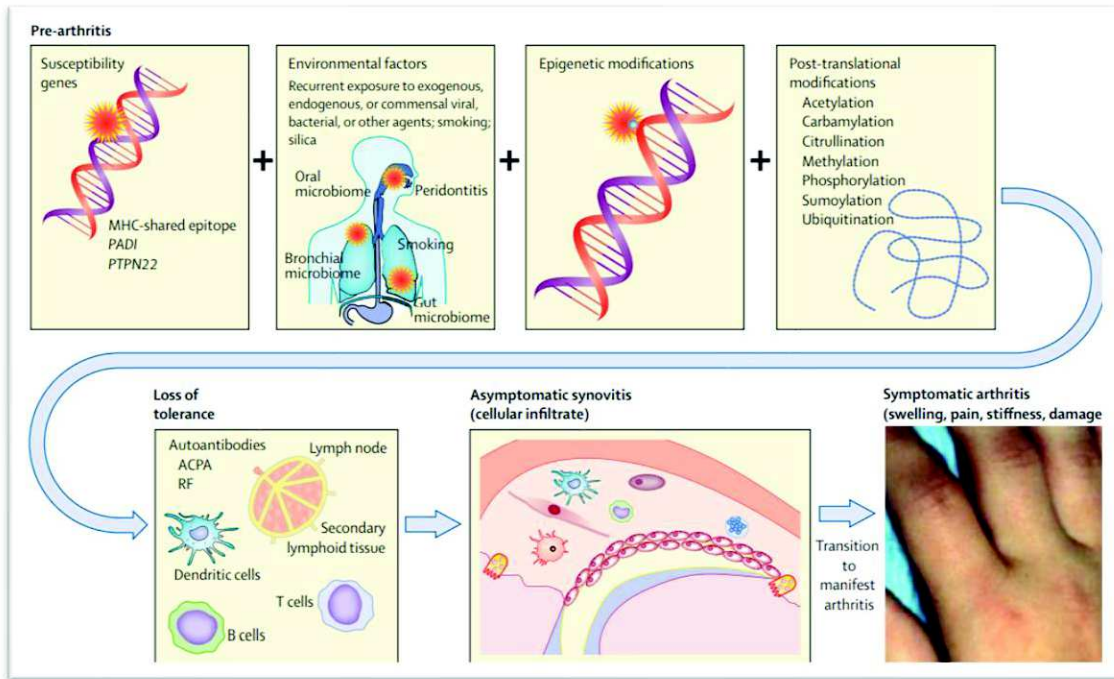 Pre-arthritis
Susceptibility
genes
MHC-shared epitope
PADI
PTPN22
+
Environmental factors
Recurrent exposure to exogenous,
endogenous, or commensal viral,
bacterial, or other agents; smoking;
silica
Oral
microbiome
Peridontitis
Bronchial
microbiome
Smoking
Gut
microbiome
+
Epigenetic modifications
+
Post-translational
modifications
Acetylation
Carbamylation
Citrullination
Methylation
Phosphorylation
Sumoylation
Ubiquitination
Loss of
tolerance
Autoantibodies
ACPA
RF
Lymph node
Secondary
lymphoid tissue
Dendritic cells
T cells
B cells
Asymptomatic synovitis
(cellular infiltrate)
Transition
to
manifest
arthritis
Symptomatic arthritis
(swelling, pain, stiffness, damage